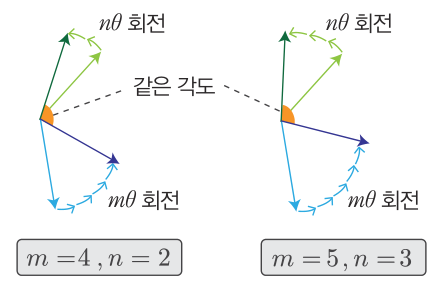 nθ 회전
nθ 회전
같은 각도
mθ 회전
mθ 회전
m = 4 , n = 2
m = 5, n = 3